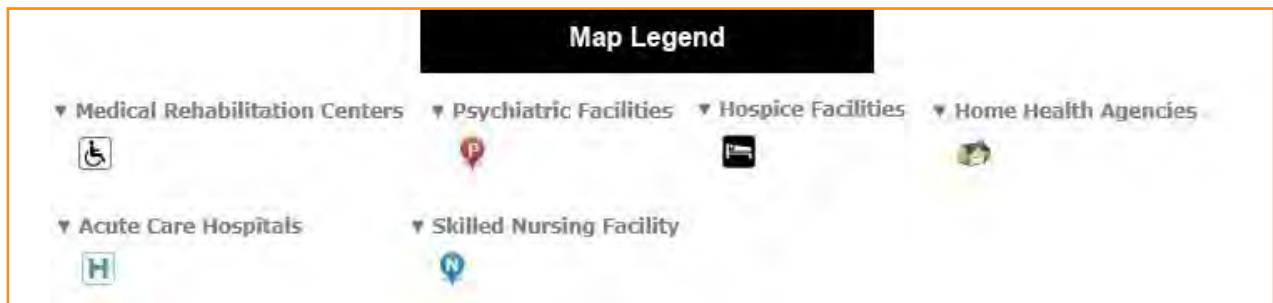 Map Legend
▼ Medical Rehabilitation Centers ▼ Psychiatric Facilities ▼ Hospice Facilities ▼ Home Health Agencies
P
▼ Acute Care Hospitals ▼ Skilled Nursing Facility
H N